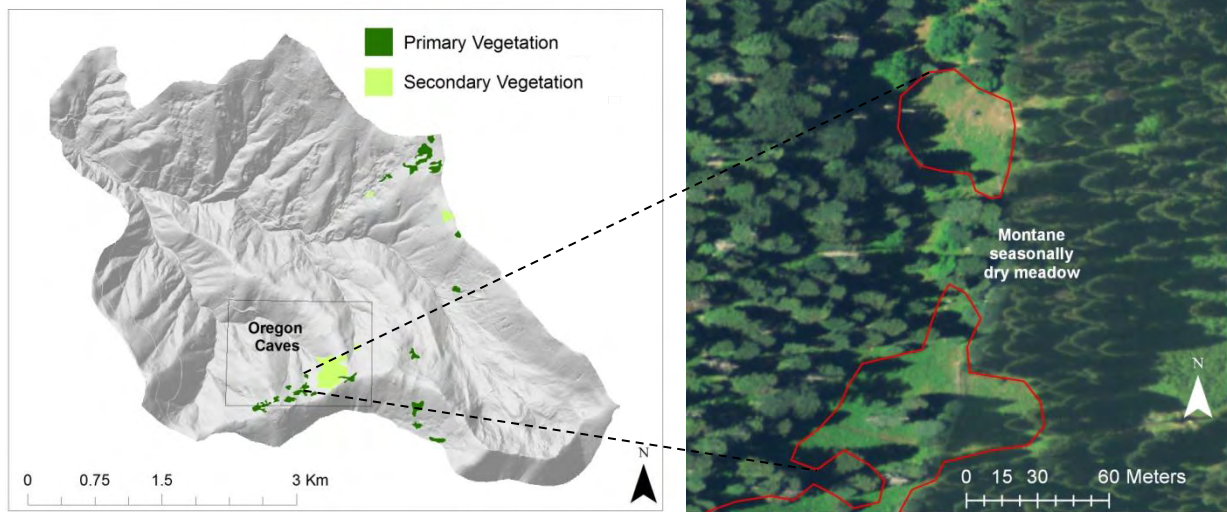 Primary Vegetation
Secondary Vegetation
Oregon
Caves
0 0.75 1.5 3 Km
N
Montane
seasonally
dry meadow
N
0 15 30 60 Meters